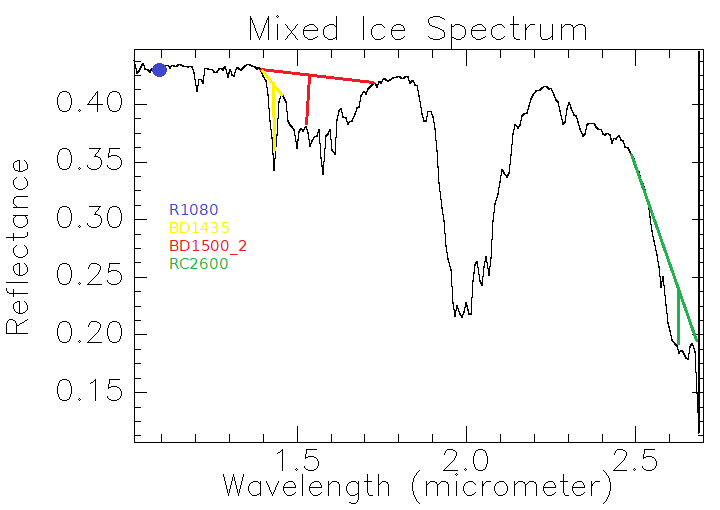 Mixed Ice Spectrum
0.40
0.35
0.30
0.25
0.20
0.15
Reflectance
R1080
BD1435
BD1500_2
RC2600
1.5
2.0
2.5
Wavelength (micrometer)